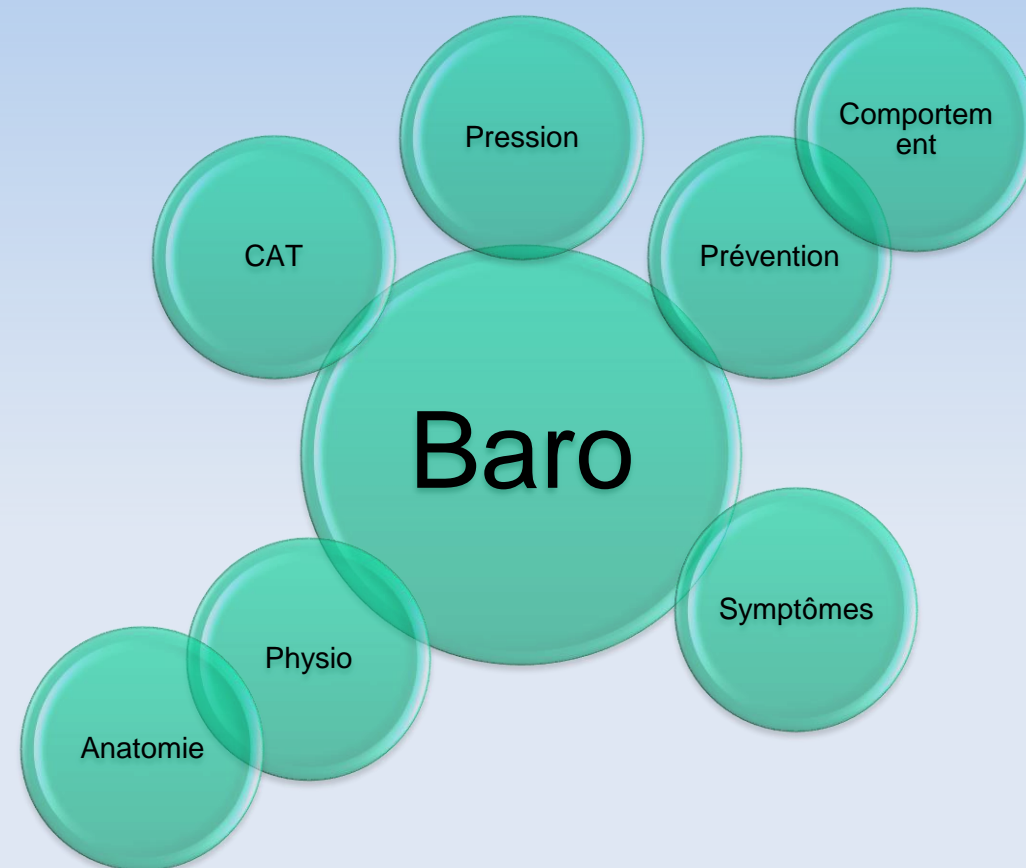 Pression
Comportem
ent
CAT
Prévention
Baro
Symptômes
Physio
Anatomie